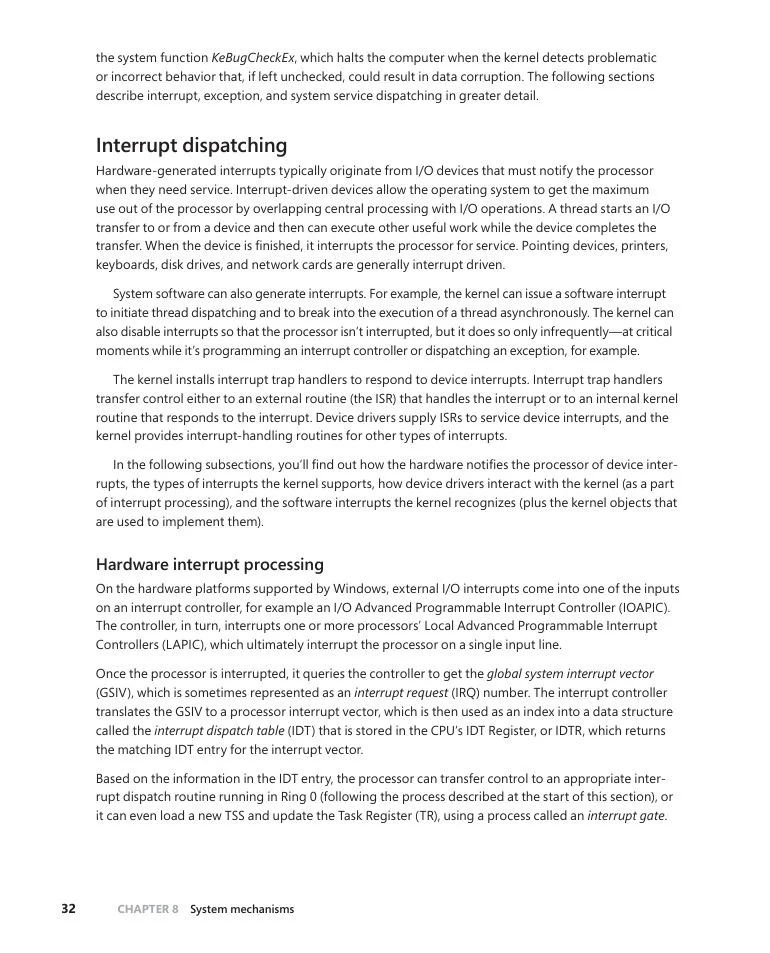 the system function KeBugCheckEx, which halts the computer when the kernel detects problematic
or incorrect behavior that, if left unchecked, could result in data corruption. The following sections
describe interrupt, exception, and system service dispatching in greater detail.
Interrupt dispatching
Hardware-generated interrupts typically originate from I/O devices that must notify the processor
when they need service. Interrupt-driven devices allow the operating system to get the maximum
use out of the processor by overlapping central processing with I/O operations. A thread starts an I/O
transfer to or from a device and then can execute other useful work while the device completes the
transfer. When the device is finished, it interrupts the processor for service. Pointing devices, printers,
keyboards, disk drives, and network cards are generally interrupt driven.
System software can also generate interrupts. For example, the kernel can issue a software interrupt
to initiate thread dispatching and to break into the execution of a thread asynchronously. The kernel can
also disable interrupts so that the processor isn’t interrupted, but it does so only infrequently—at critical
moments while it’s programming an interrupt controller or dispatching an exception, for example.
The kernel installs interrupt trap handlers to respond to device interrupts. Interrupt trap handlers
transfer control either to an external routine (the ISR) that handles the interrupt or to an internal kernel
routine that responds to the interrupt. Device drivers supply ISRs to service device interrupts, and the
kernel provides interrupt-handling routines for other types of interrupts.
In the following subsections, you’ll find out how the hardware notifies the processor of device inter-
rupts, the types of interrupts the kernel supports, how device drivers interact with the kernel (as a part
of interrupt processing), and the software interrupts the kernel recognizes (plus the kernel objects that
are used to implement them).
Hardware interrupt processing
On the hardware platforms supported by Windows, external I/O interrupts come into one of the inputs
on an interrupt controller, for example an I/O Advanced Programmable Interrupt Controller (IOAPIC).
The controller, in turn, interrupts one or more processors’ Local Advanced Programmable Interrupt
Controllers (LAPIC), which ultimately interrupt the processor on a single input line.
Once the processor is interrupted, it queries the controller to get the global system interrupt vector
(GSIV), which is sometimes represented as an interrupt request (IRQ) number. The interrupt controller
translates the GSIV to a processor interrupt vector, which is then used as an index into a data structure
called the interrupt dispatch table (IDT) that is stored in the CPU’s IDT Register, or IDTR, which returns
the matching IDT entry for the interrupt vector.
Based on the information in the IDT entry, the processor can transfer control to an appropriate inter-
rupt dispatch routine running in Ring 0 (following the process described at the start of this section), or
it can even load a new TSS and update the Task Register (TR), using a process called an interrupt gate.
32 CHAPTER 8 System mechanisms